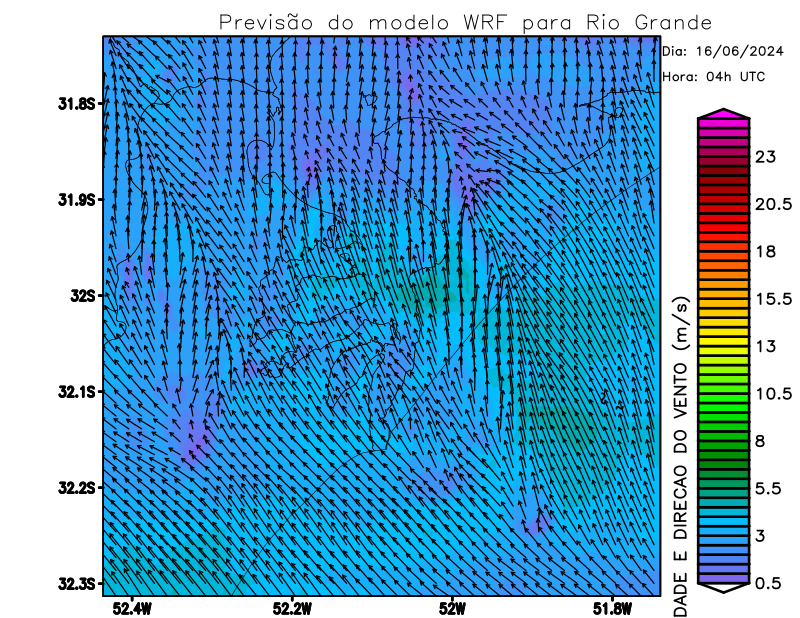 Previsão do modelo WRF para Rio Grande
Dia: 16/06/2024
Hora: 04h UTC
31.8S
31.9S
32S
32.1S
32.2S
32.3S
52.4W
52.2W
52W
51.8W
23
20.5
18
15.5
13
10.5
8
5.5
3
0.5
DADE E DIRECAO DO VENTO (m/s)